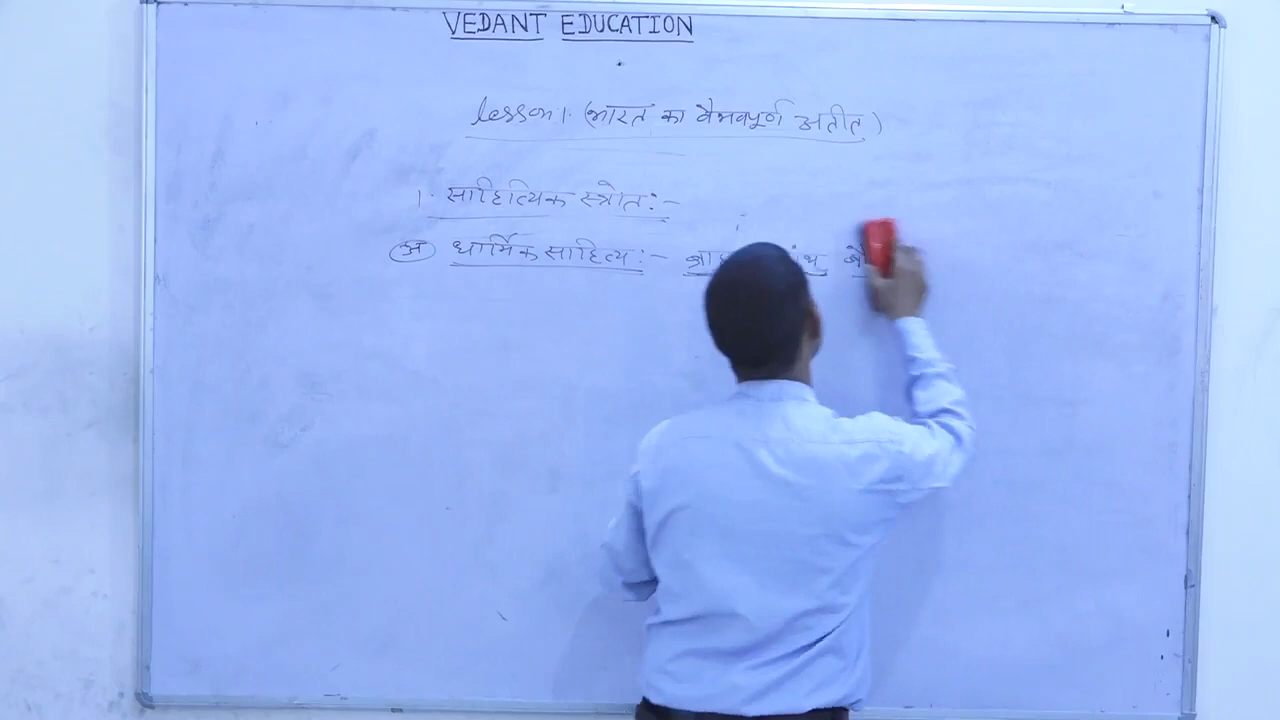 VEDANT EDUCATION
Lesson 1. (भारत का वैभवपूर्ण अतीत)
1. साहित्यिक स्त्रोत:-
अ धार्मिक साहित्य:-